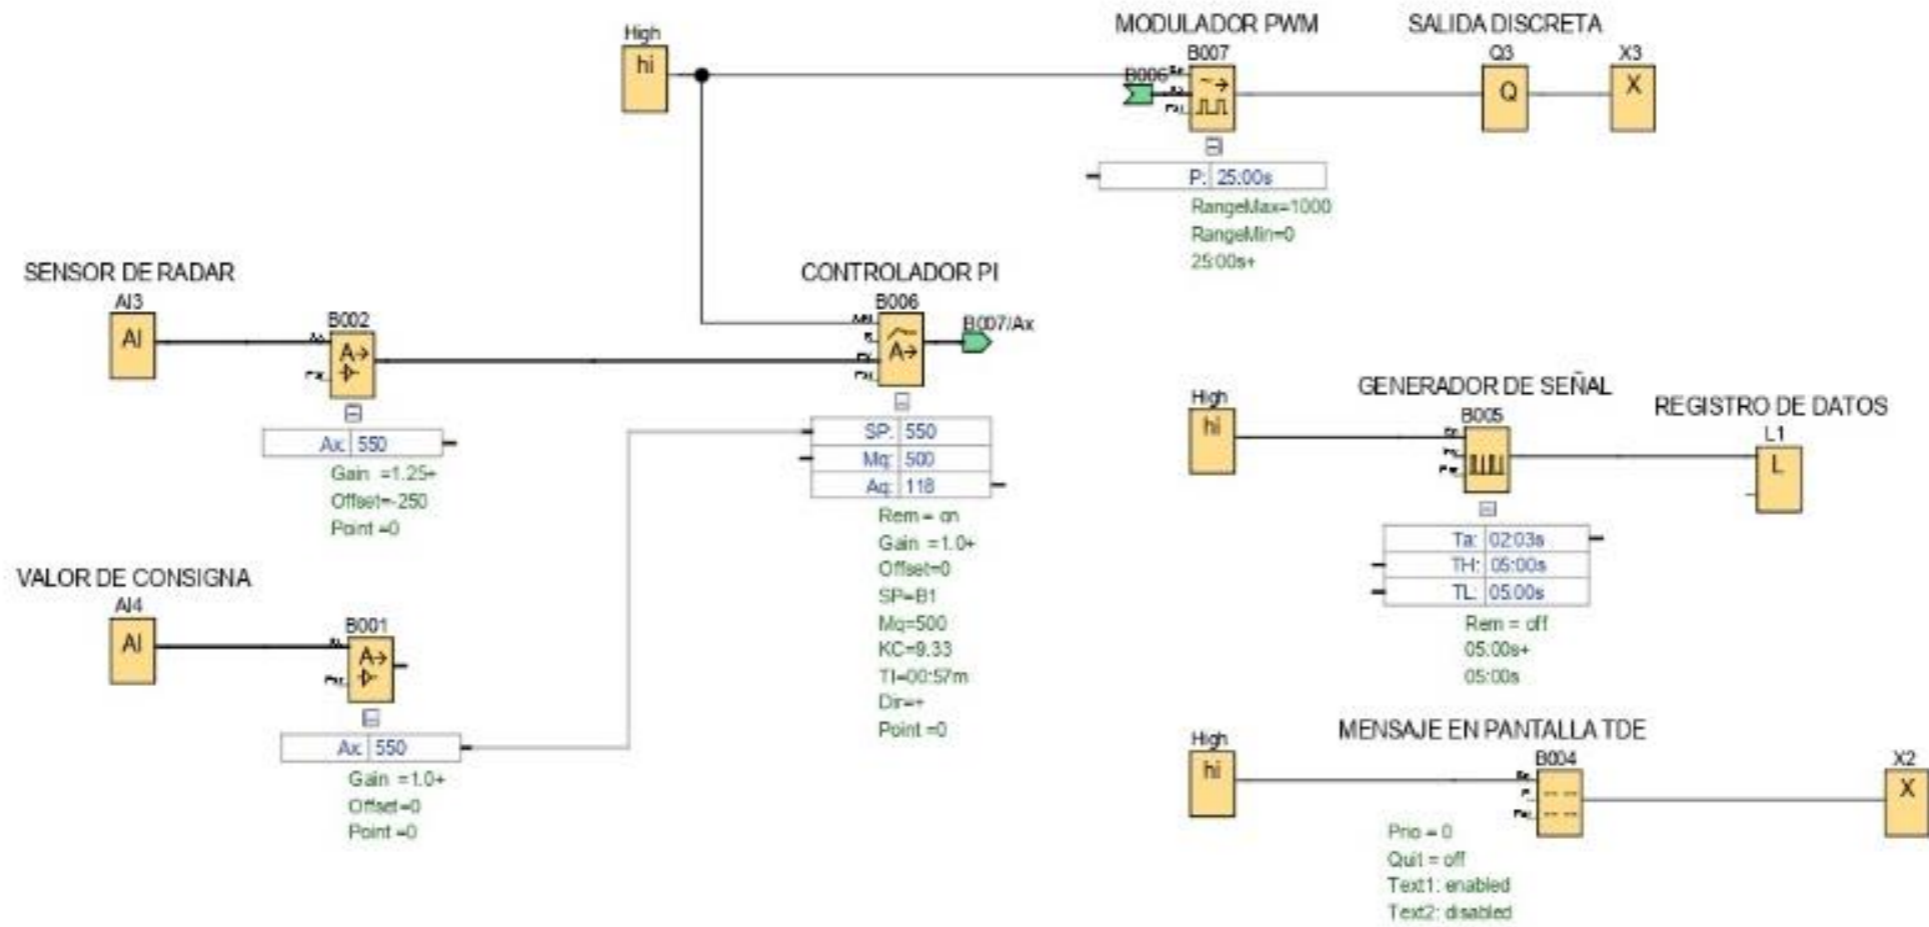 High
hi
MODULADOR PWM
B007
B006
P: 25:00s
RangeMax=1000
RangeMin=0
25:00s+
SALIDA DISCRETA
Q3
Q
X3
X
SENSOR DE RADAR
AI3
AI
B002
A→
Ax: 550
Gain =1.25+
Offset=-250
Point =0
CONTROLADOR PI
B006
A→
B007/Ax
SP: 550
Mq: 500
Aq: 118
Rem = on
Gain =1.0+
Offset=0
SP=B1
Mq=500
KC=9.33
TI=00:57m
Dir=+
Point =0
VALOR DE CONSIGNA
AI4
AI
B001
A→
Ax: 550
Gain =1.0+
Offset=0
Point =0
High
hi
GENERADOR DE SEÑAL
B005
Ta: 02:03s
TH: 05:00s
TL: 05:00s
Rem = off
05:00s+
05:00s
REGISTRO DE DATOS
L1
L
High
hi
MENSAJE EN PANTALLA TDE
B004
Prio = 0
Quit = off
Text1: enabled
Text2: disabled
X2
X